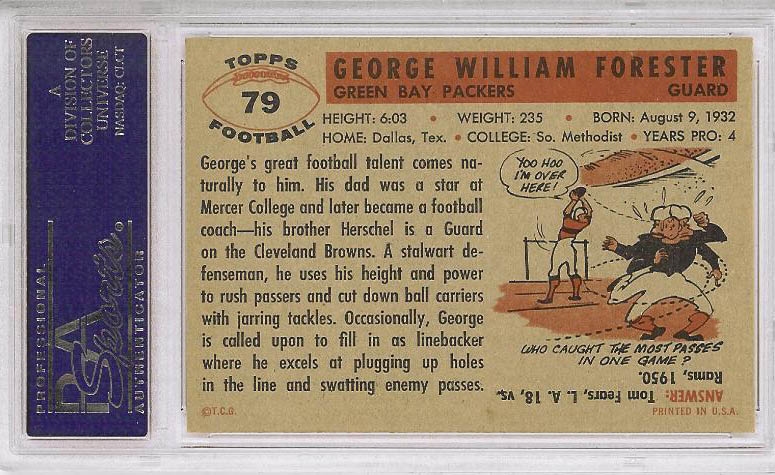 A
DIVISION OF
COLLECTORS
UNIVERSE
NASDAQ: CLCT
PROFESSIONAL
PSA
Sports
AUTHENTICATOR
TOPPS
79
FOOTBALL
GEORGE WILLIAM FORESTER
GREEN BAY PACKERS GUARD
HEIGHT: 6:03 • WEIGHT: 235 • BORN: August 9, 1932
HOME: Dallas, Tex. • COLLEGE: So. Methodist • YEARS PRO: 4
George's great football talent comes na-
turally to him. His dad was a star at
Mercer College and later became a football
coach—his brother Herschel is a Guard
on the Cleveland Browns. A stalwart de-
fenseman, he uses his height and power
to rush passers and cut down ball carriers
with jarring tackles. Occasionally, George
is called upon to fill in as linebacker
where he excels at plugging up holes
in the line and swatting enemy passes.
©T.C.G.
YOO HOO
I'M OVER
HERE!
WHO CAUGHT THE MOST PASSES
IN ONE GAME?
ANSWER: Tom Fears, L. A. 18, vs.
Rams, 1950.
PRINTED IN U.S.A.